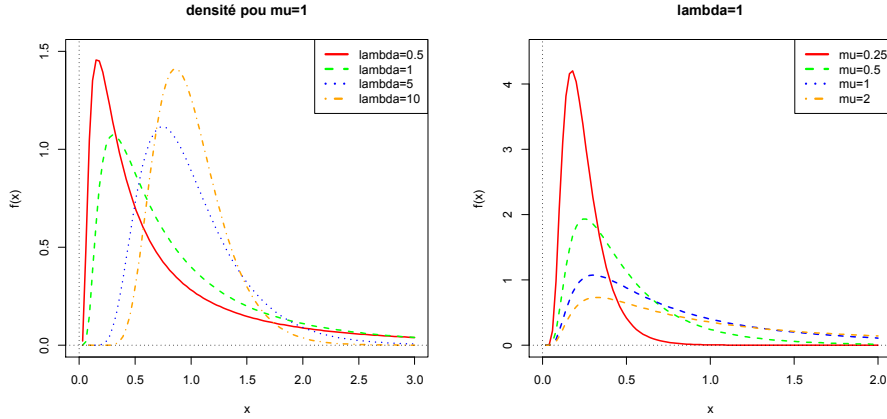 densité pou mu=1
f(x)
1.5
1.0
0.5
0.0
lambda=0.5
lambda=1
lambda=5
lambda=10
0.0 0.5 1.0 1.5 2.0 2.5 3.0
x
lambda=1
f(x)
4
3
2
1
0
mu=0.25
mu=0.5
mu=1
mu=2
0.0 0.5 1.0 1.5 2.0
x